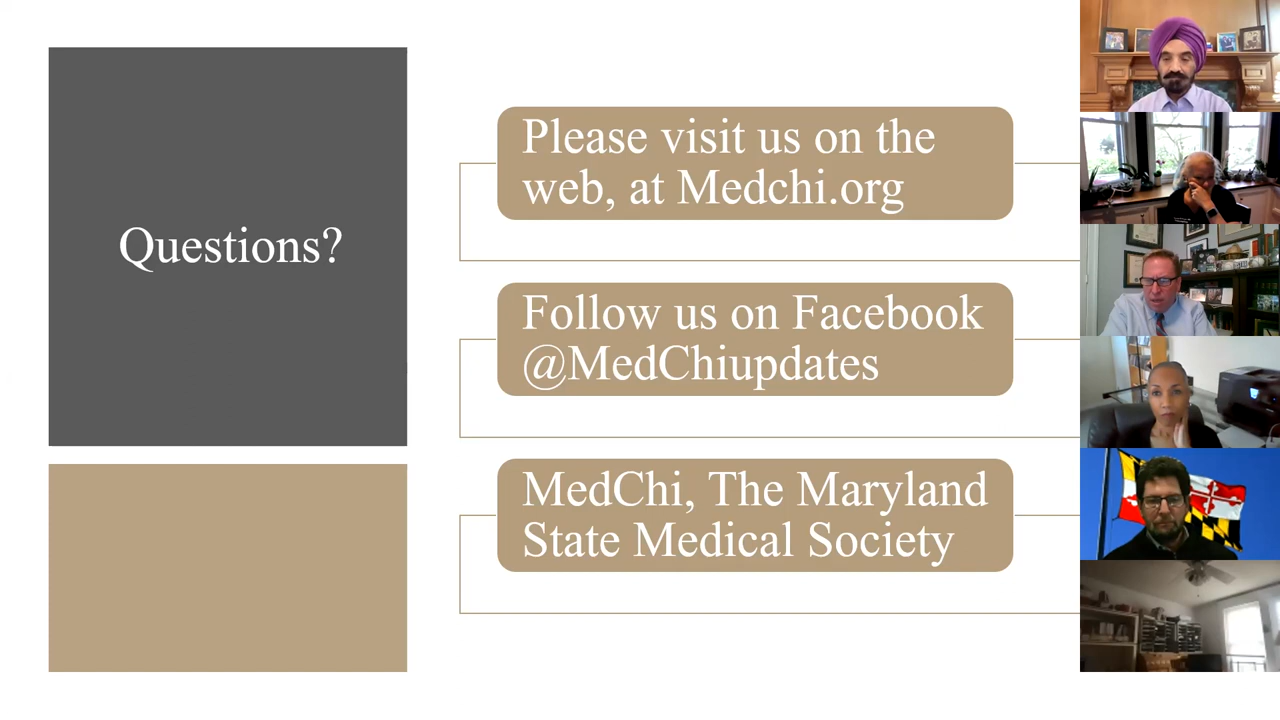 Questions?
Please visit us on the
web, at Medchi.org
Follow us on Facebook
@MedChiupdates
MedChi, The Maryland
State Medical Society